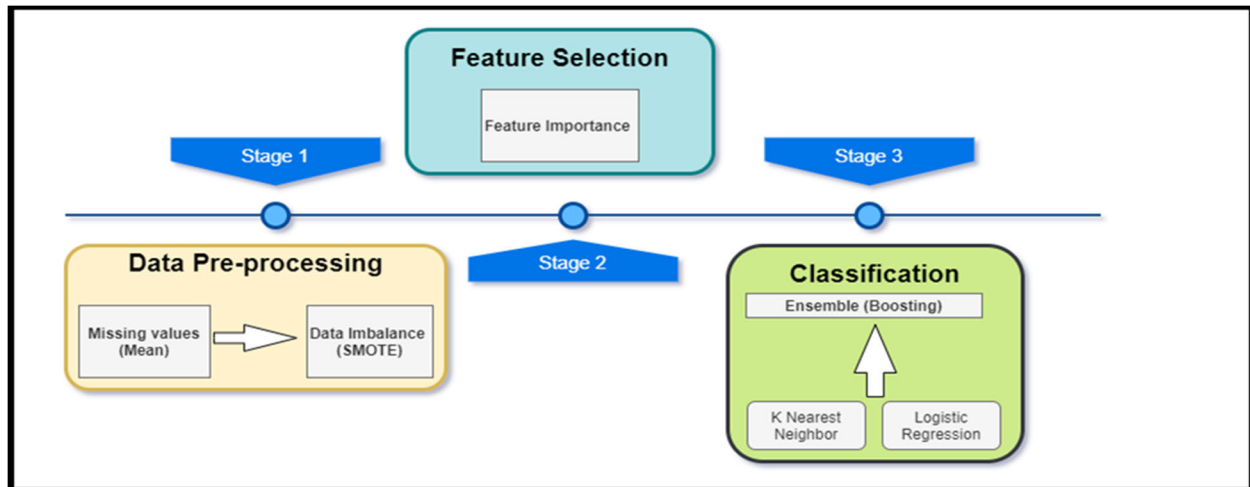 Feature Selection
Feature Importance
Stage 1
Stage 3
Stage 2
Data Pre-processing
Missing values
(Mean)
Data Imbalance
(SMOTE)
Classification
Ensemble (Boosting)
K Nearest
Neighbor
Logistic
Regression